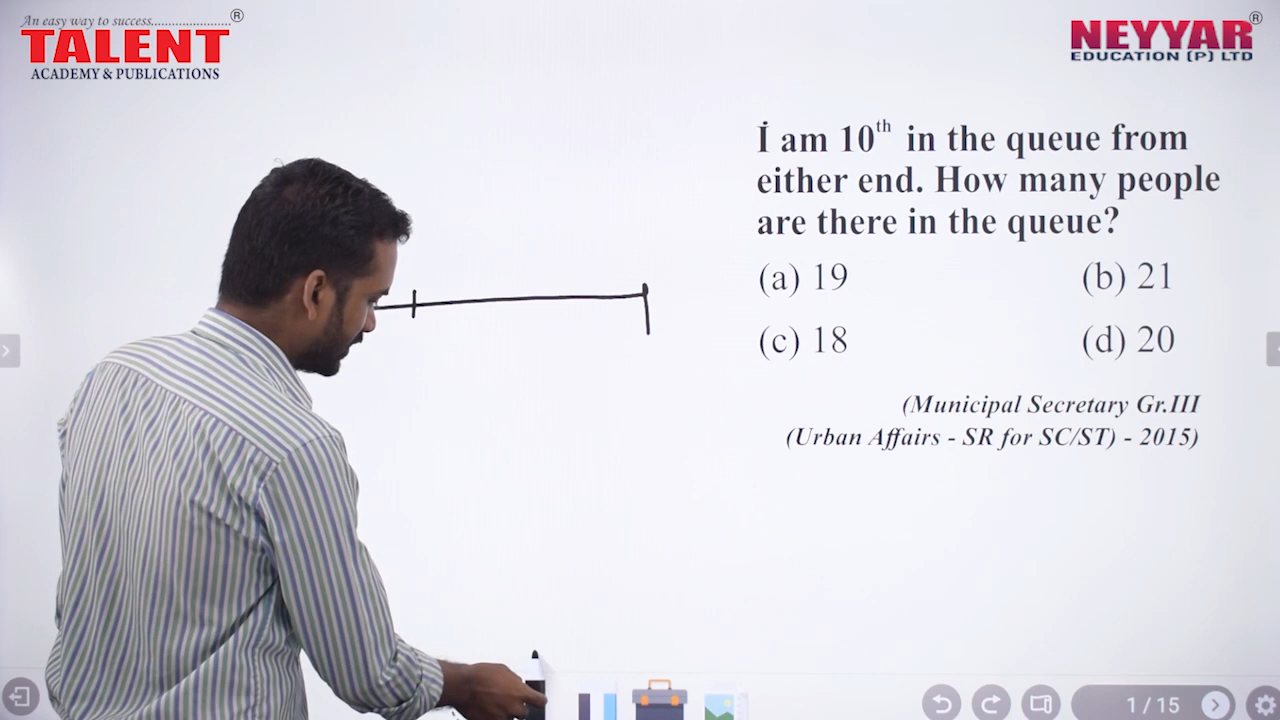 An easy way to success.......................®
TALENT
ACADEMY & PUBLICATIONS
NEYYAR®
EDUCATION (P) LTD
I am 10th in the queue from
either end. How many people
are there in the queue?
(a) 19 (b) 21
(c) 18 (d) 20
(Municipal Secretary Gr.III
(Urban Affairs - SR for SC/ST) - 2015)
1 / 15